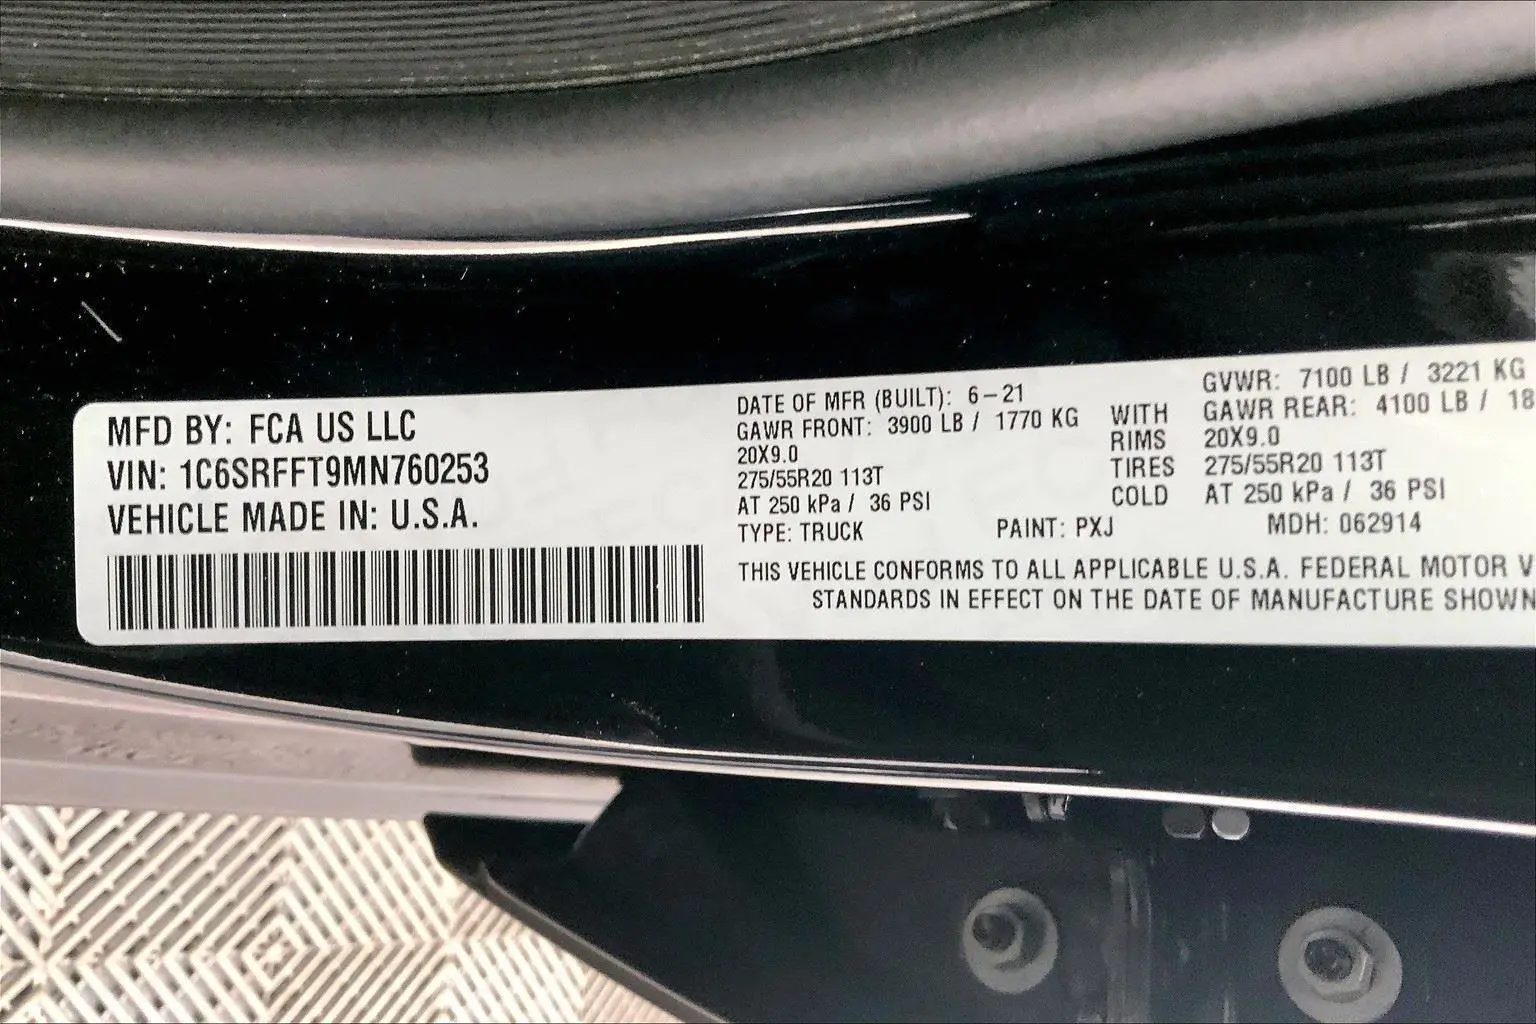 MFD BY: FCA US LLC
VIN: 1C6SRFFT9MN760253
VEHICLE MADE IN: U.S.A.
DATE OF MFR (BUILT): 6-21
GAWR FRONT: 3900 LB / 1770 KG
20X9.0
275/55R20 113T
AT 250 kPa / 36 PSI
TYPE: TRUCK PAINT: PXJ MDH: 062914
WITH
RIMS
TIRES
COLD
GVWR: 7100 LB / 3221 KG
GAWR REAR: 4100 LB / 18
20X9.0
275/55R20 113T
AT 250 kPa / 36 PSI
THIS VEHICLE CONFORMS TO ALL APPLICABLE U.S.A. FEDERAL MOTOR V
STANDARDS IN EFFECT ON THE DATE OF MANUFACTURE SHOWN